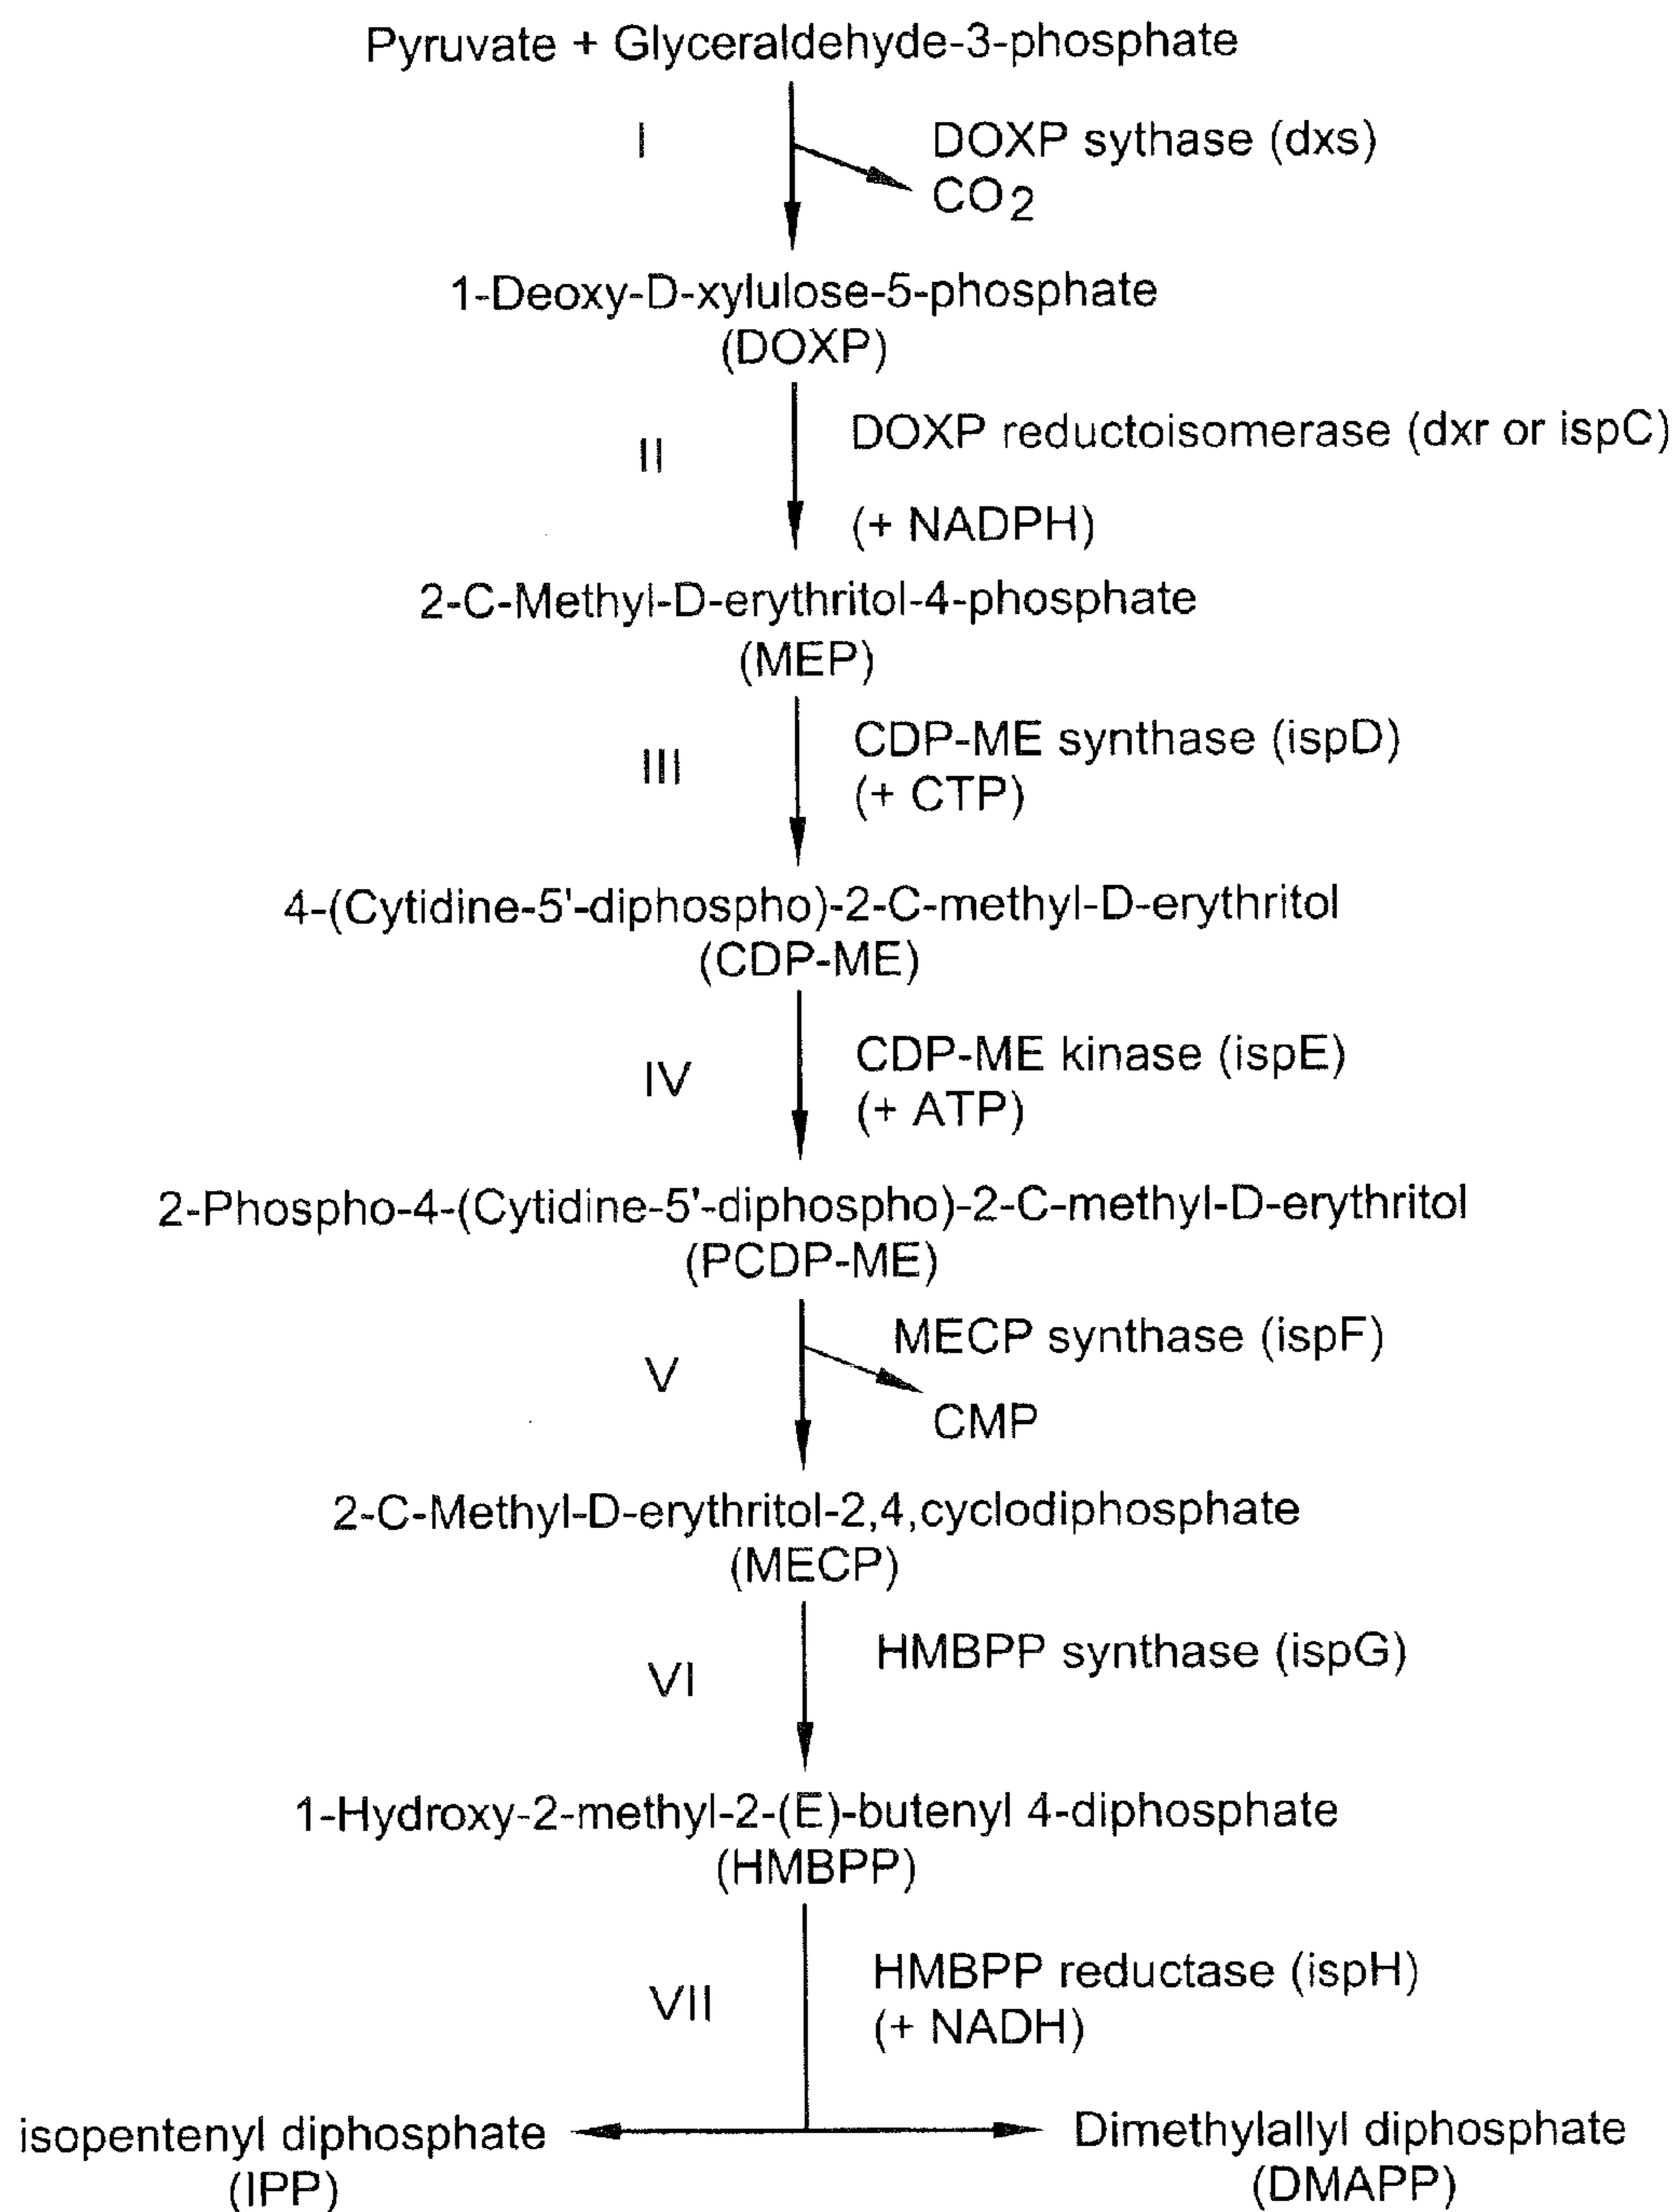 Pyruvate + Glyceraldehyde-3-phosphate
I
DOXP sythase (dxs)
CO2
1-Deoxy-D-xylulose-5-phosphate
(DOXP)
II
DOXP reductoisomerase (dxr or ispC)
(+ NADPH)
2-C-Methyl-D-erythritol-4-phosphate
(MEP)
III
CDP-ME synthase (ispD)
(+ CTP)
4-(Cytidine-5'-diphospho)-2-C-methyl-D-erythritol
(CDP-ME)
IV
CDP-ME kinase (ispE)
(+ ATP)
2-Phospho-4-(Cytidine-5'-diphospho)-2-C-methyl-D-erythritol
(PCDP-ME)
V
MECP synthase (ispF)
CMP
2-C-Methyl-D-erythritol-2,4,cyclodiphosphate
(MECP)
VI
HMBPP synthase (ispG)
1-Hydroxy-2-methyl-2-(E)-butenyl 4-diphosphate
(HMBPP)
VII
HMBPP reductase (ispH)
(+ NADH)
isopentenyl diphosphate
(IPP)
Dimethylallyl diphosphate
(DMAPP)